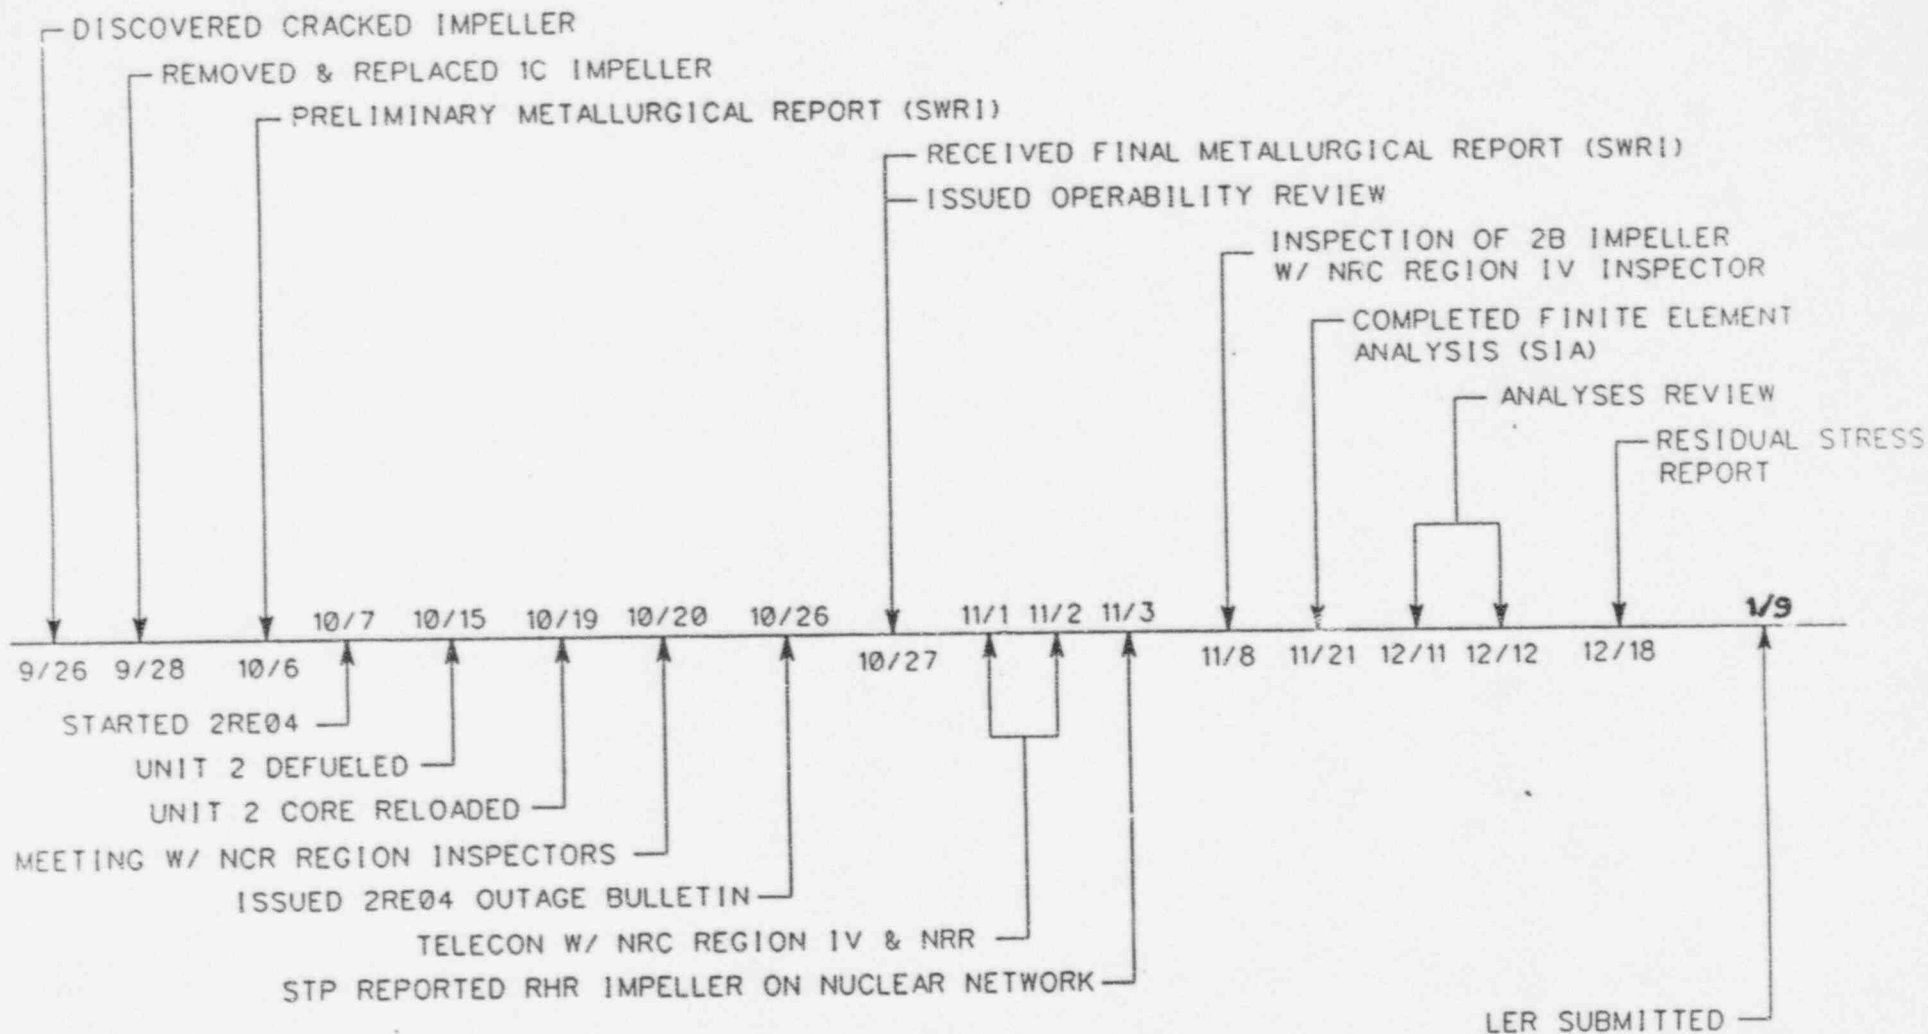 DISCOVERED CRACKED IMPELLER
REMOVED & REPLACED 1C IMPELLER
PRELIMINARY METALLURGICAL REPORT (SWRI)
RECEIVED FINAL METALLURGICAL REPORT (SWRI)
ISSUED OPERABILITY REVIEW
INSPECTION OF 2B IMPELLER
W/ NRC REGION IV INSPECTOR
COMPLETED FINITE ELEMENT
ANALYSIS (SIA)
ANALYSES REVIEW
RESIDUAL STRESS
REPORT
10/7 10/15 10/19 10/20 10/26 11/1 11/2 11/3 1/9
9/26 9/28 10/6 10/27 11/8 11/21 12/11 12/12 12/18
STARTED 2RE04
UNIT 2 DEFUELED
UNIT 2 CORE RELOADED
MEETING W/ NCR REGION INSPECTORS
ISSUED 2RE04 OUTAGE BULLETIN
TELECON W/ NRC REGION IV & NRR
STP REPORTED RHR IMPELLER ON NUCLEAR NETWORK
LER SUBMITTED